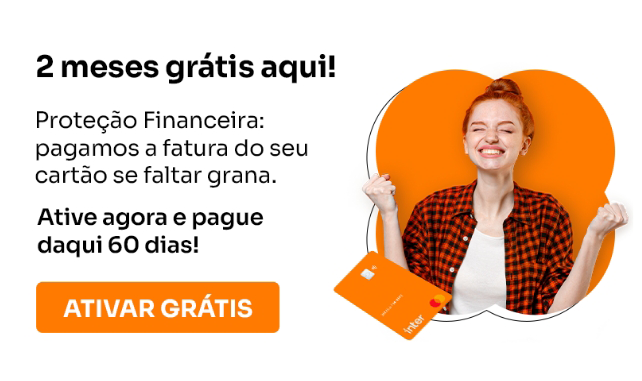 2 meses grátis aqui!
Proteção Financeira:
pagamos a fatura do seu
cartão se faltar grana.
Ative agora e pague
daqui 60 dias!
ATIVAR GRÁTIS
inter